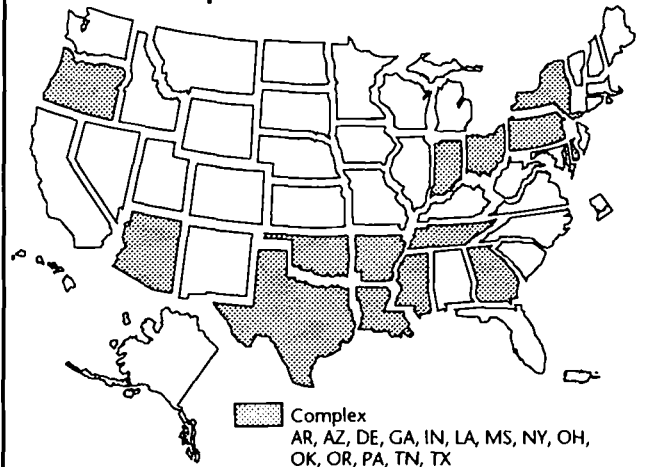 Complex
AR, AZ, DE, GA, IN, LA, MS, NY, OH,
OK, OR, PA, TN, TX